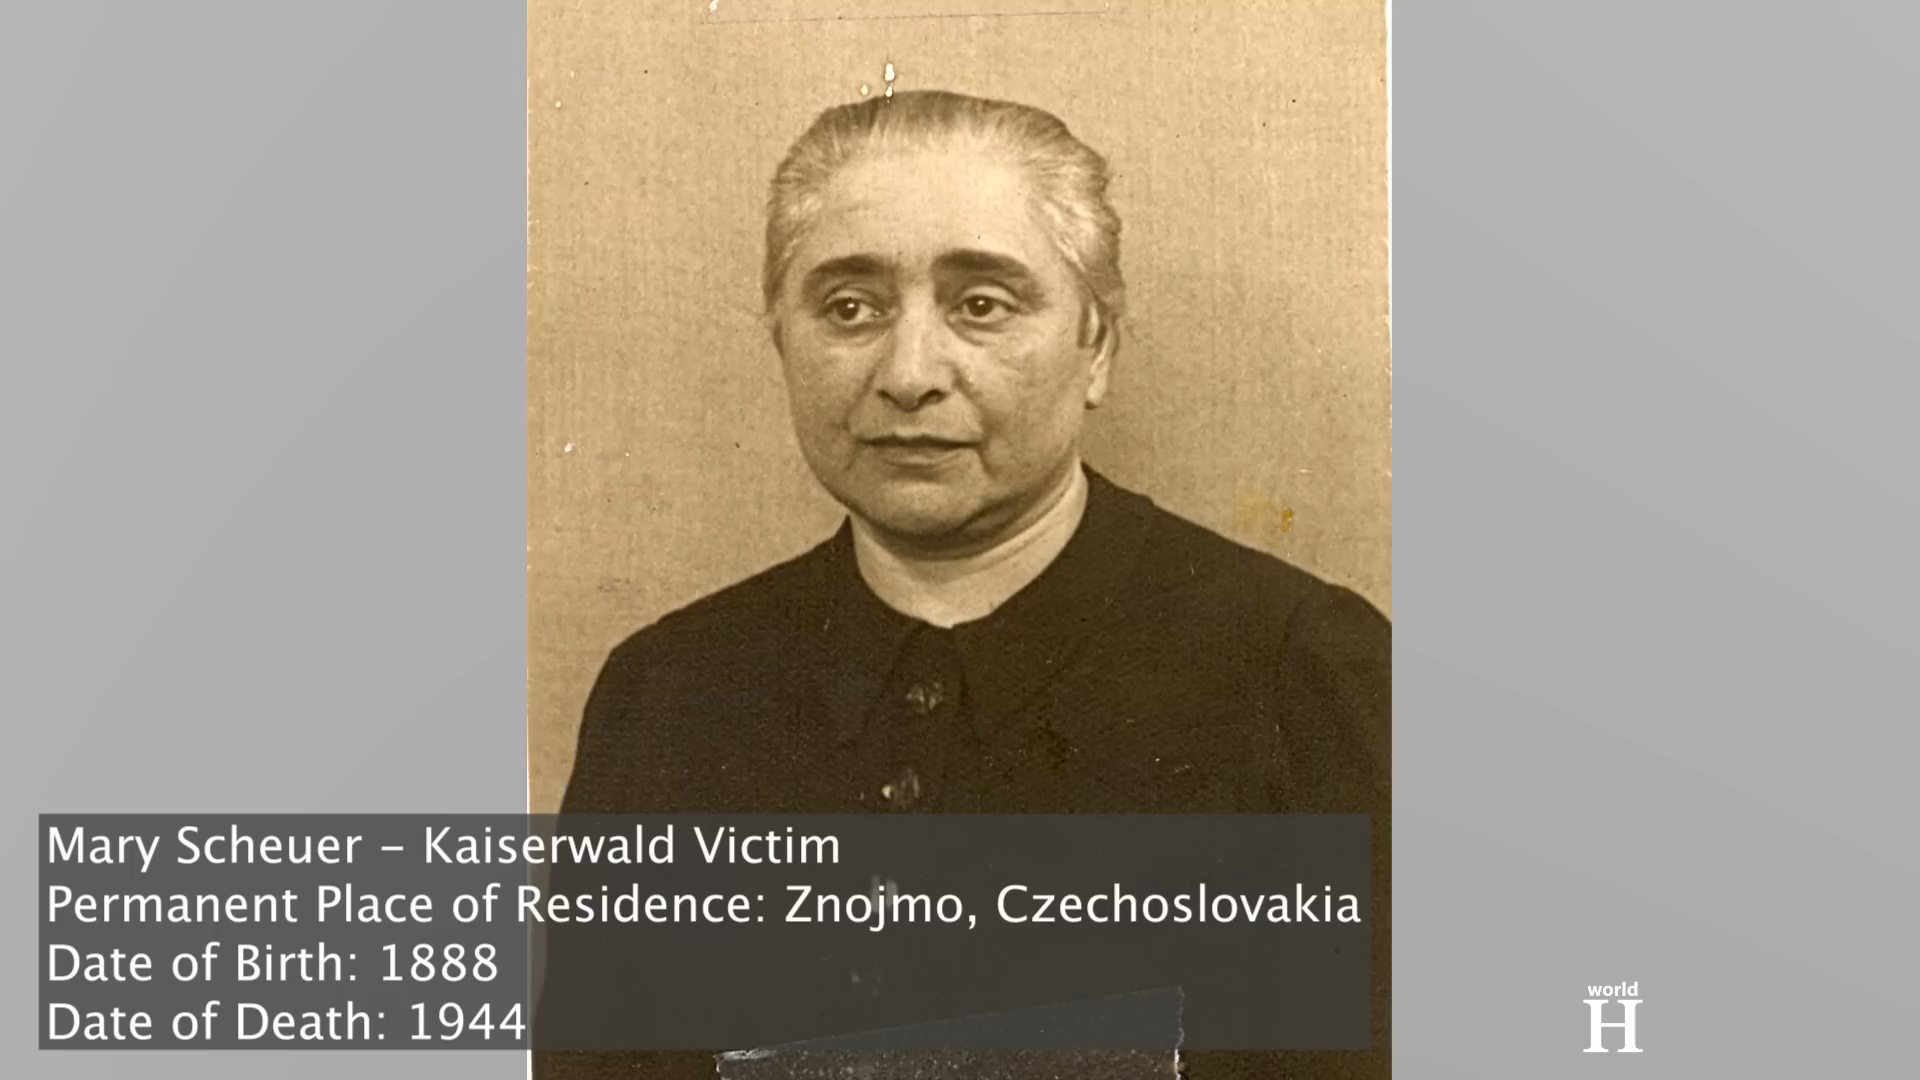 Mary Scheuer – Kaiserwald Victim
Permanent Place of Residence: Znojmo, Czechoslovakia
Date of Birth: 1888
Date of Death: 1944
world
H